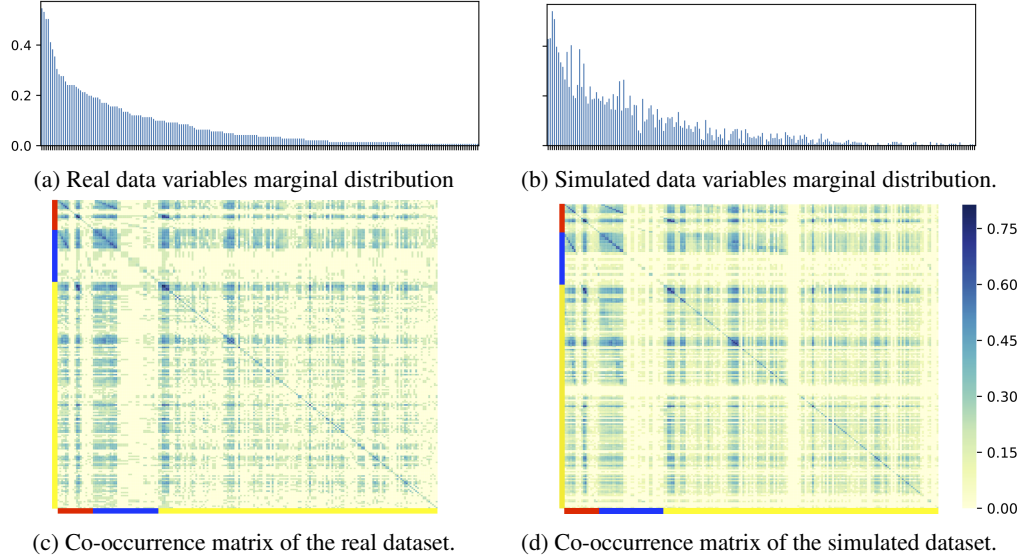 0.4
0.2
0.0
(a) Real data variables marginal distribution
(b) Simulated data variables marginal distribution.
0.75
0.60
0.45
0.30
0.15
0.00
(c) Co-occurrence matrix of the real dataset.
(d) Co-occurrence matrix of the simulated dataset.